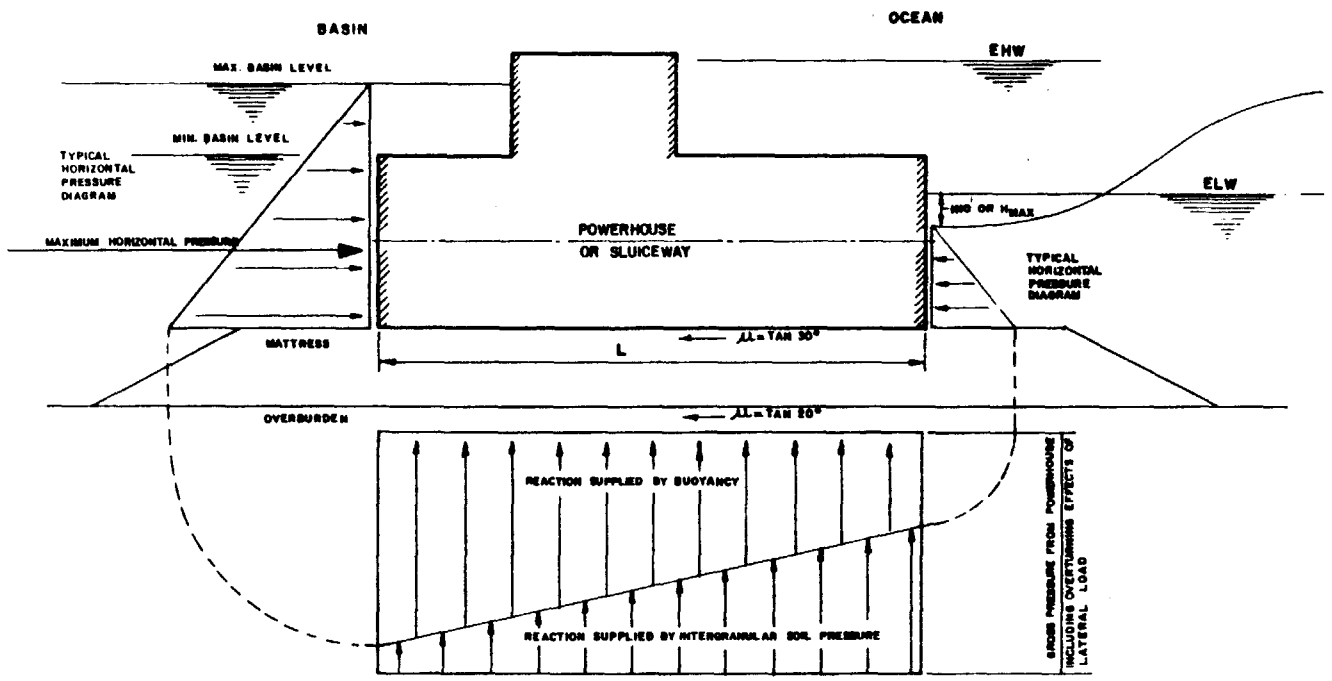 BASIN
OCEAN
EHW
MAX. BASIN LEVEL
MIN. BASIN LEVEL
TYPICAL
HORIZONTAL
PRESSURE
DIAGRAM
ELW
OR HMAX
MAXIMUM HORIZONTAL PRESSURE
POWERHOUSE
OR SLUICEWAY
TYPICAL
HORIZONTAL
PRESSURE
DIAGRAM
MATTRESS
μ = TAN 30°
L
OVERBURDEN
μ = TAN 20°
REACTION SUPPLIED BY BUOYANCY
REACTION SUPPLIED BY INTERGRANULAR SOIL PRESSURE
GROSS PRESSURE FROM POWERHOUSE
INCLUDING OVERTURNING EFFECTS OF
LATERAL LOAD